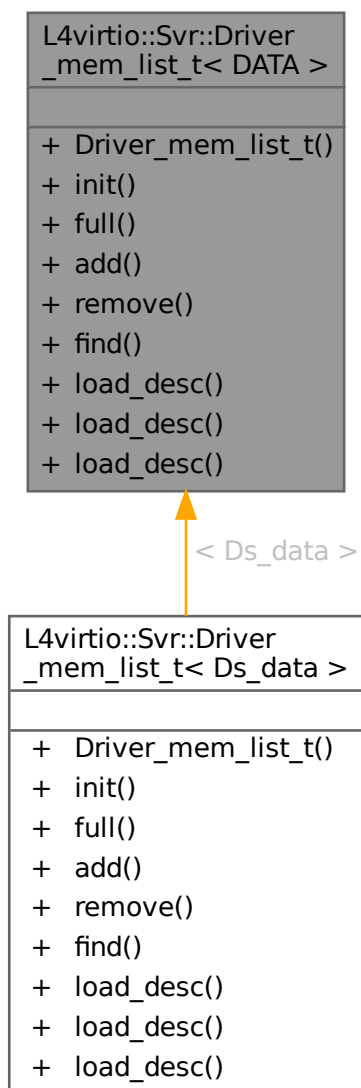 L4virtio::Svr::Driver
_mem_list_t< DATA >
+ Driver_mem_list_t()
+ init()
+ full()
+ add()
+ remove()
+ find()
+ load_desc()
+ load_desc()
+ load_desc()
< Ds_data >
L4virtio::Svr::Driver
_mem_list_t< Ds_data >
+ Driver_mem_list_t()
+ init()
+ full()
+ add()
+ remove()
+ find()
+ load_desc()
+ load_desc()
+ load_desc()